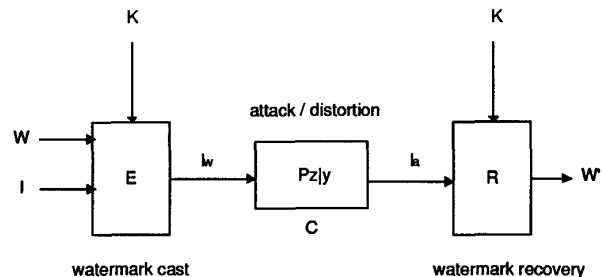 K
K
attack / distortion
W
I
E
Iw
Pz|y
Ia
R
W'
C
watermark cast
watermark recovery